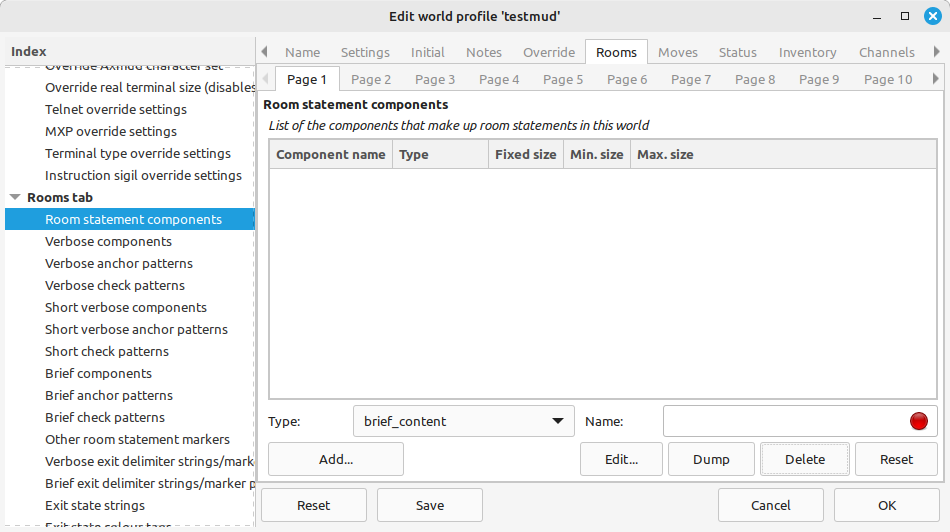 Edit world profile 'testmud'
Index
Override Axmud character set
Override real terminal size (disables
Telnet override settings
MXP override settings
Terminal type override settings
Instruction sigil override settings
Rooms tab
Room statement components
Verbose components
Verbose anchor patterns
Verbose check patterns
Short verbose components
Short verbose anchor patterns
Short check patterns
Brief components
Brief anchor patterns
Brief check patterns
Other room statement markers
Verbose exit delimiter strings/mark
Brief exit delimiter strings/marker p
Exit state strings
Exit state colour tags
Name Settings Initial Notes Override Rooms Moves Status Inventory Channels
Page 1 Page 2 Page 3 Page 4 Page 5 Page 6 Page 7 Page 8 Page 9 Page 10
Room statement components
List of the components that make up room statements in this world
Component name Type Fixed size Min. size Max. size
Type: brief_content Name:
Add... Edit... Dump Delete Reset
Reset Save Cancel OK